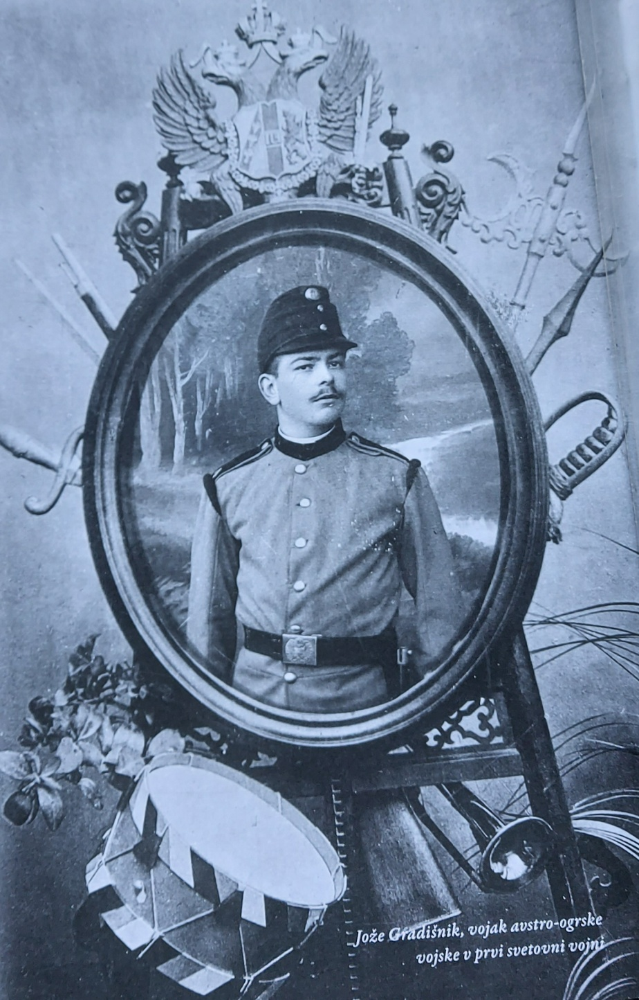 Jože Gradišnik, vojak avstro-ogrske
vojske v prvi svetovni vojni